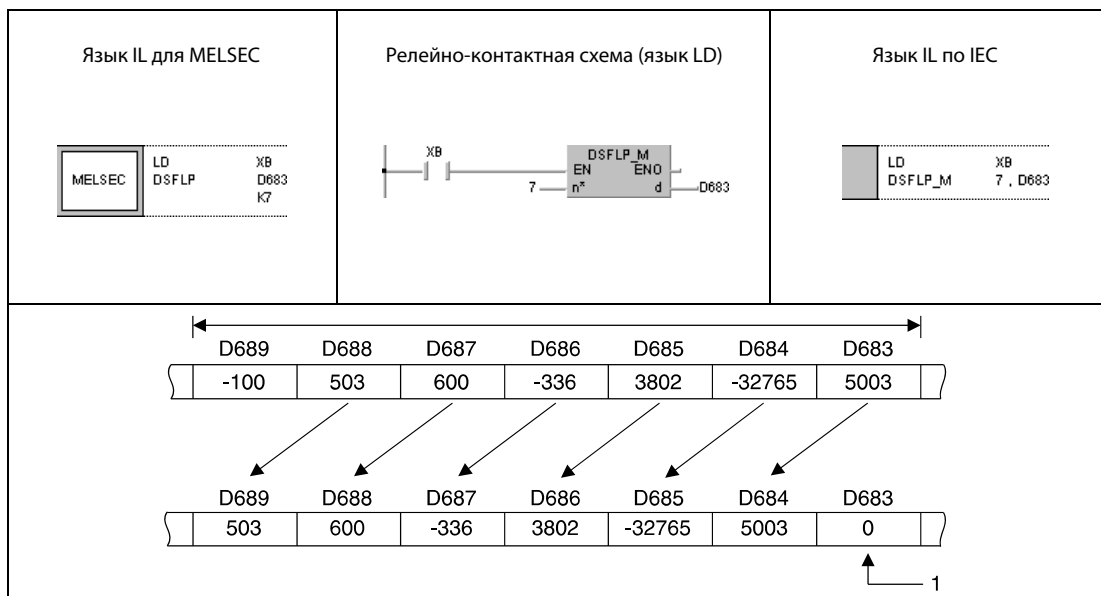 Язык IL для MELSEC
MELSEC
LD XB
DSFLP D683
K7
Релейно-контактная схема (язык LD)
XB
DSFLP_M
EN ENO
7 n* d D683
Язык IL по IEC
LD XB
DSFLP_M 7 , D683
D689 D688 D687 D686 D685 D684 D683
-100 503 600 -336 3802 -32765 5003
D689 D688 D687 D686 D685 D684 D683
503 600 -336 3802 -32765 5003 0
1